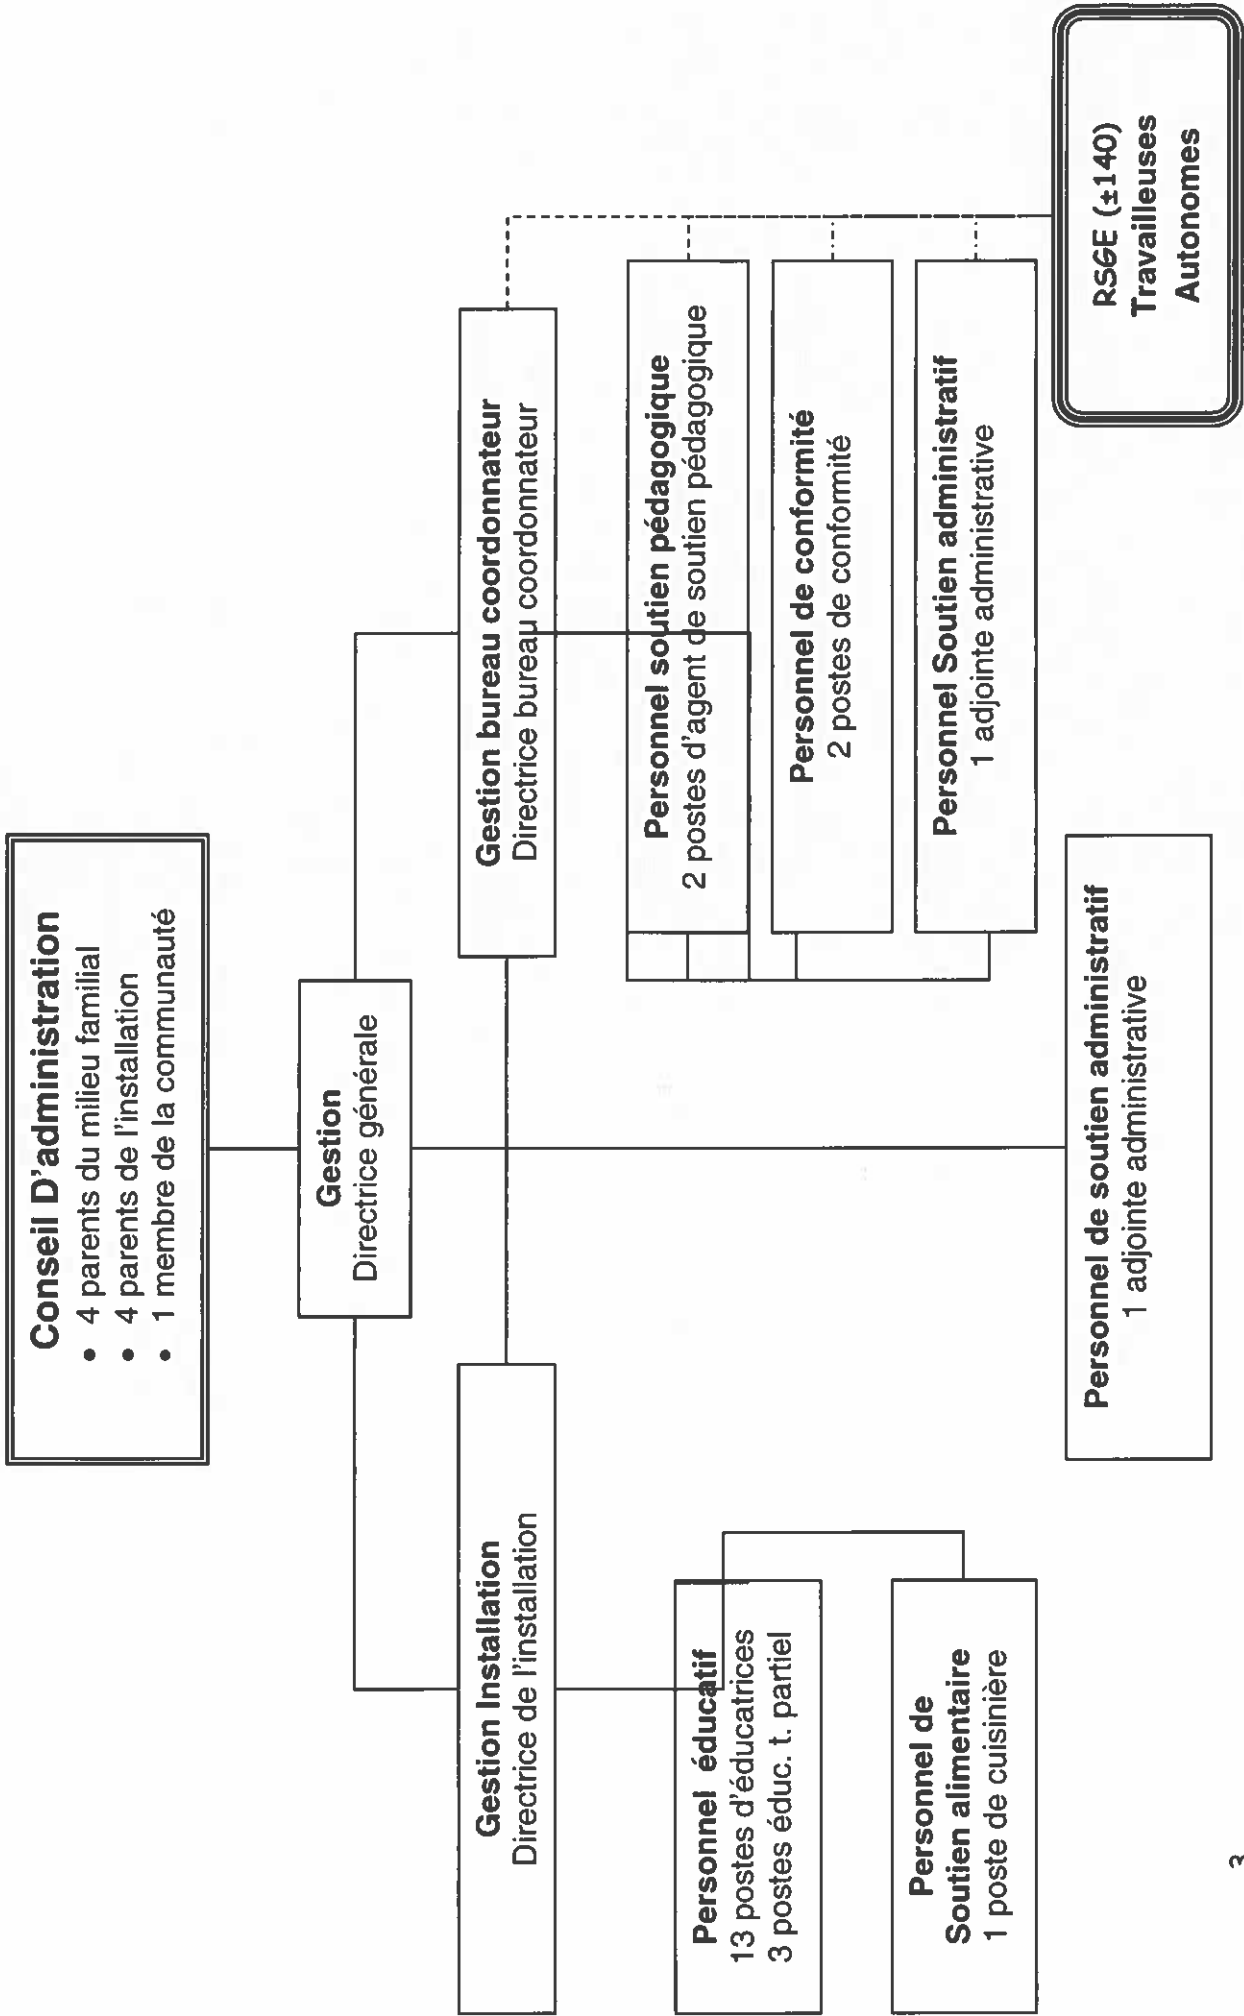 Conseil D'administration
• 4 parents du milieu familial
• 4 parents de l'installation
• 1 membre de la communauté
Gestion
Directrice générale
Gestion Installation
Directrice de l'installation
Gestion bureau coordonnateur
Directrice bureau coordonnateur
Personnel éducatif
13 postes d'éducatrices
3 postes éduc. t. partiel
Personnel de
Soutien alimentaire
1 poste de cuisinière
Personnel soutien pédagogique
2 postes d'agent de soutien pédagogique
Personnel de conformité
2 postes de conformité
Personnel Soutien administratif
1 adjointe administrative
Personnel de soutien administratif
1 adjointe administrative
RSGE (±140)
Travailleuses
Autonomes
3